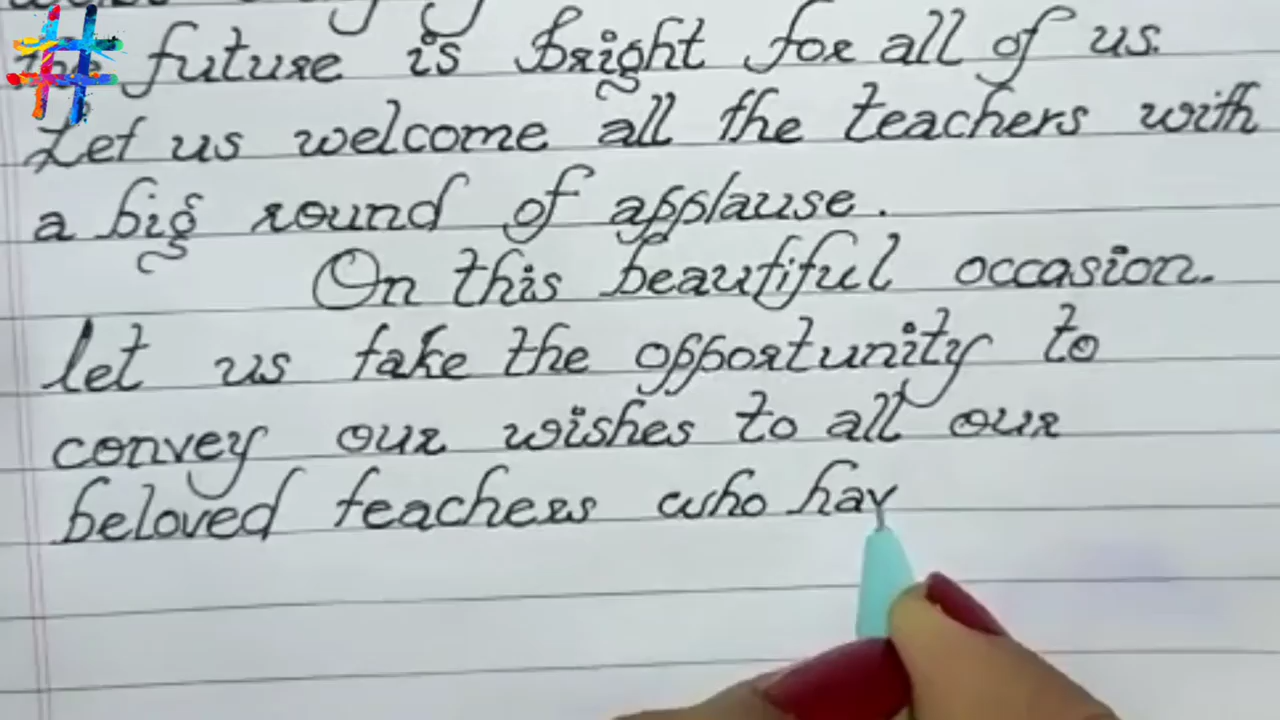 the future is bright for all of us.
Let us welcome all the teachers with
a big round of applause.
On this beautiful occasion.
let us take the opportunity to
convey our wishes to all our
beloved teachers who hav